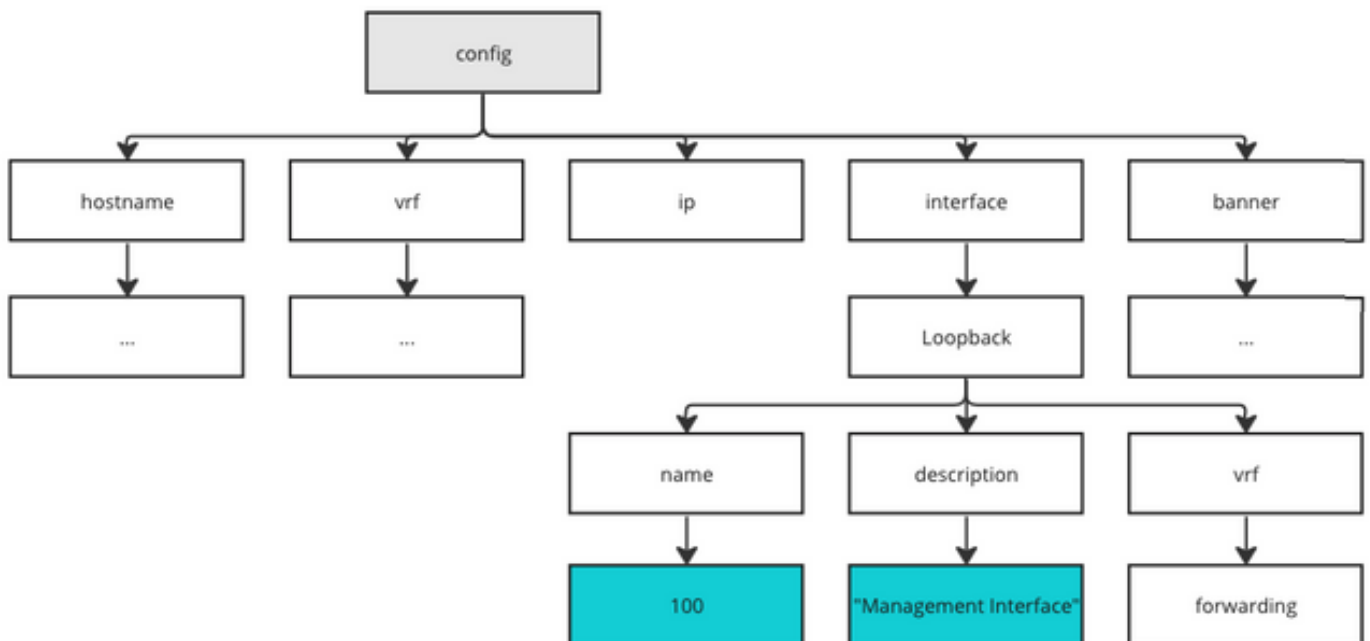 config
hostname
vrf
ip
interface
banner
...
...
Loopback
...
name
description
vrf
100
"Management Interface"
forwarding